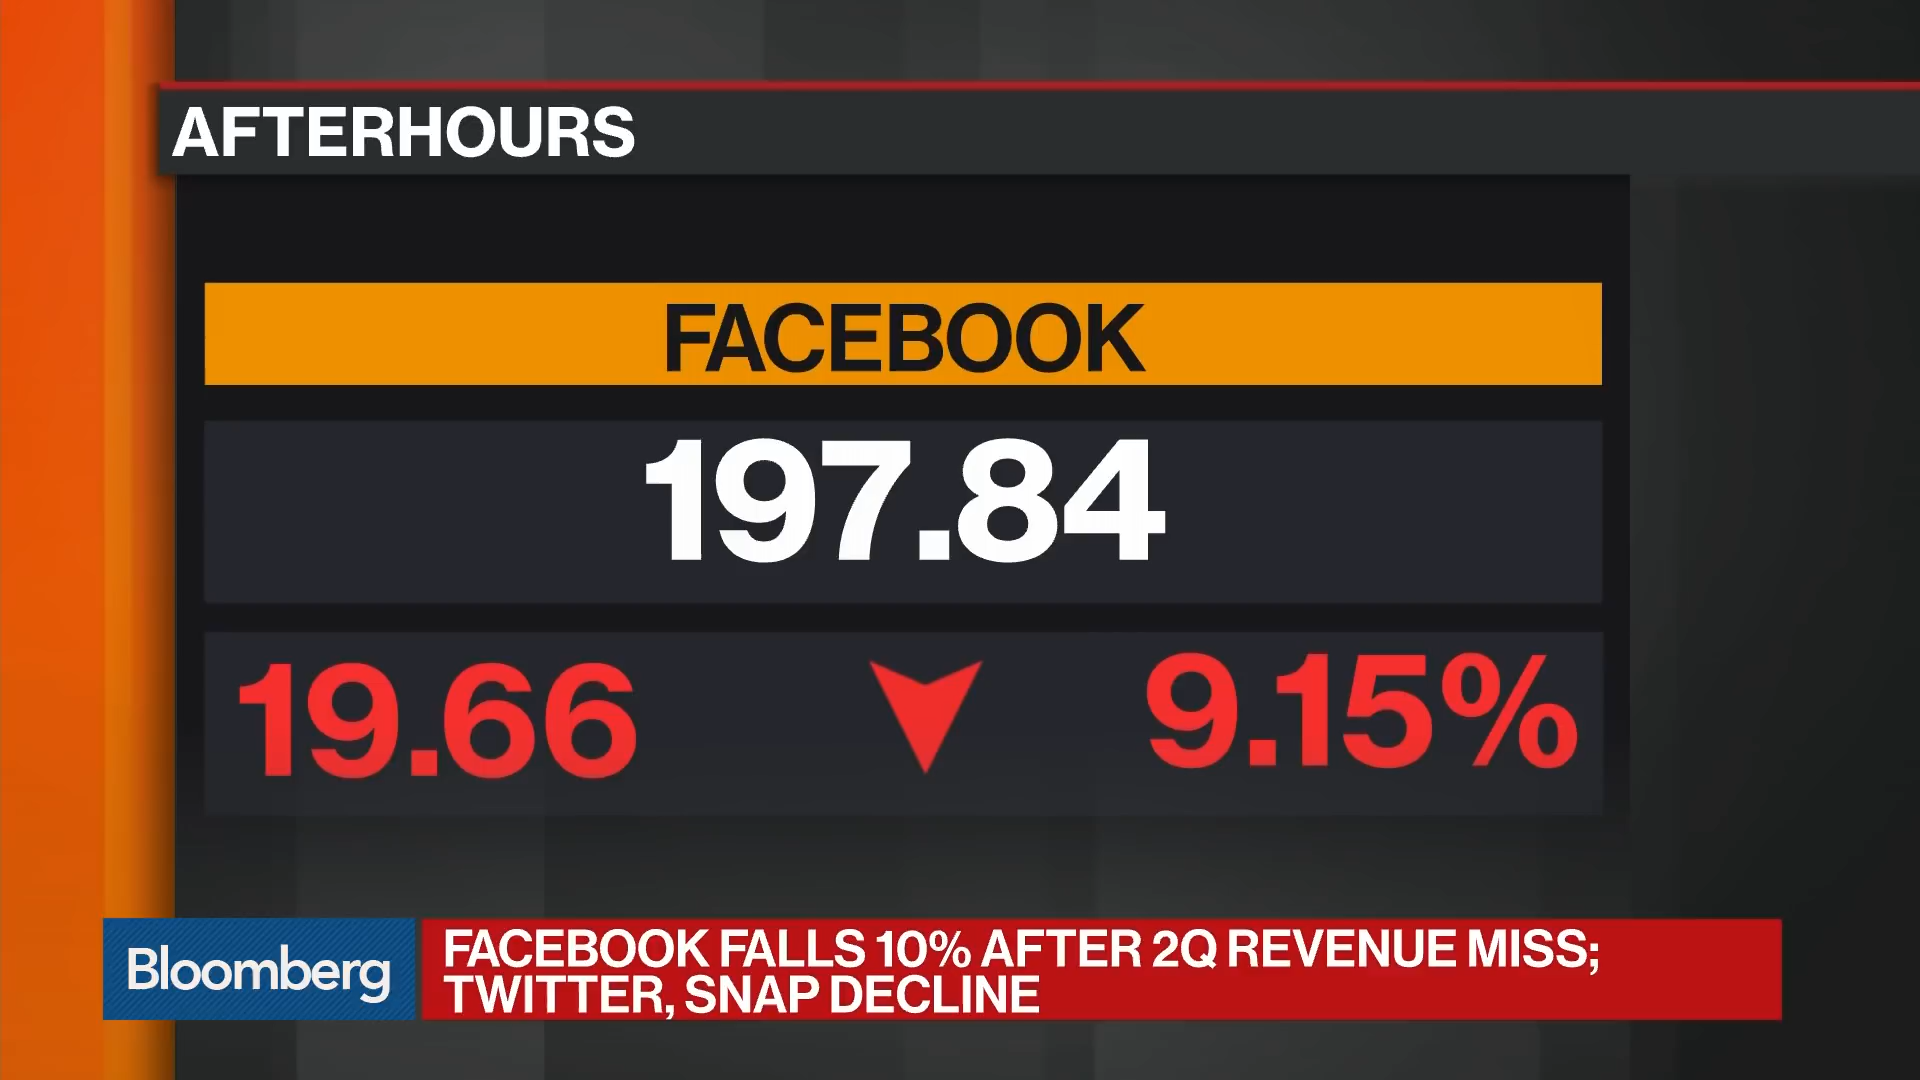 AFTERHOURS
FACEBOOK
197.84
19.66 9.15%
Bloomberg
FACEBOOK FALLS 10% AFTER 2Q REVENUE MISS;
TWITTER, SNAP DECLINE